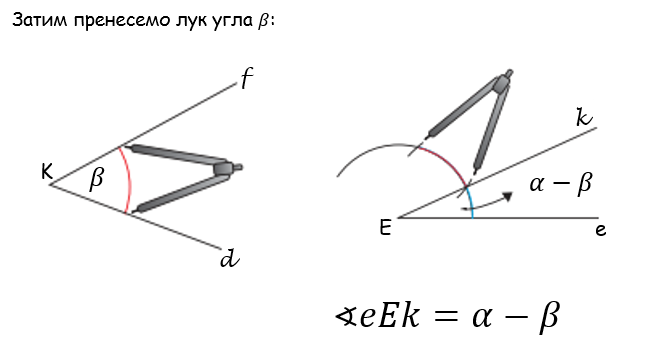 Затим пренесемо лук угла β:
f
K
β
d
k
α − β
E
e
∢eEk = α − β